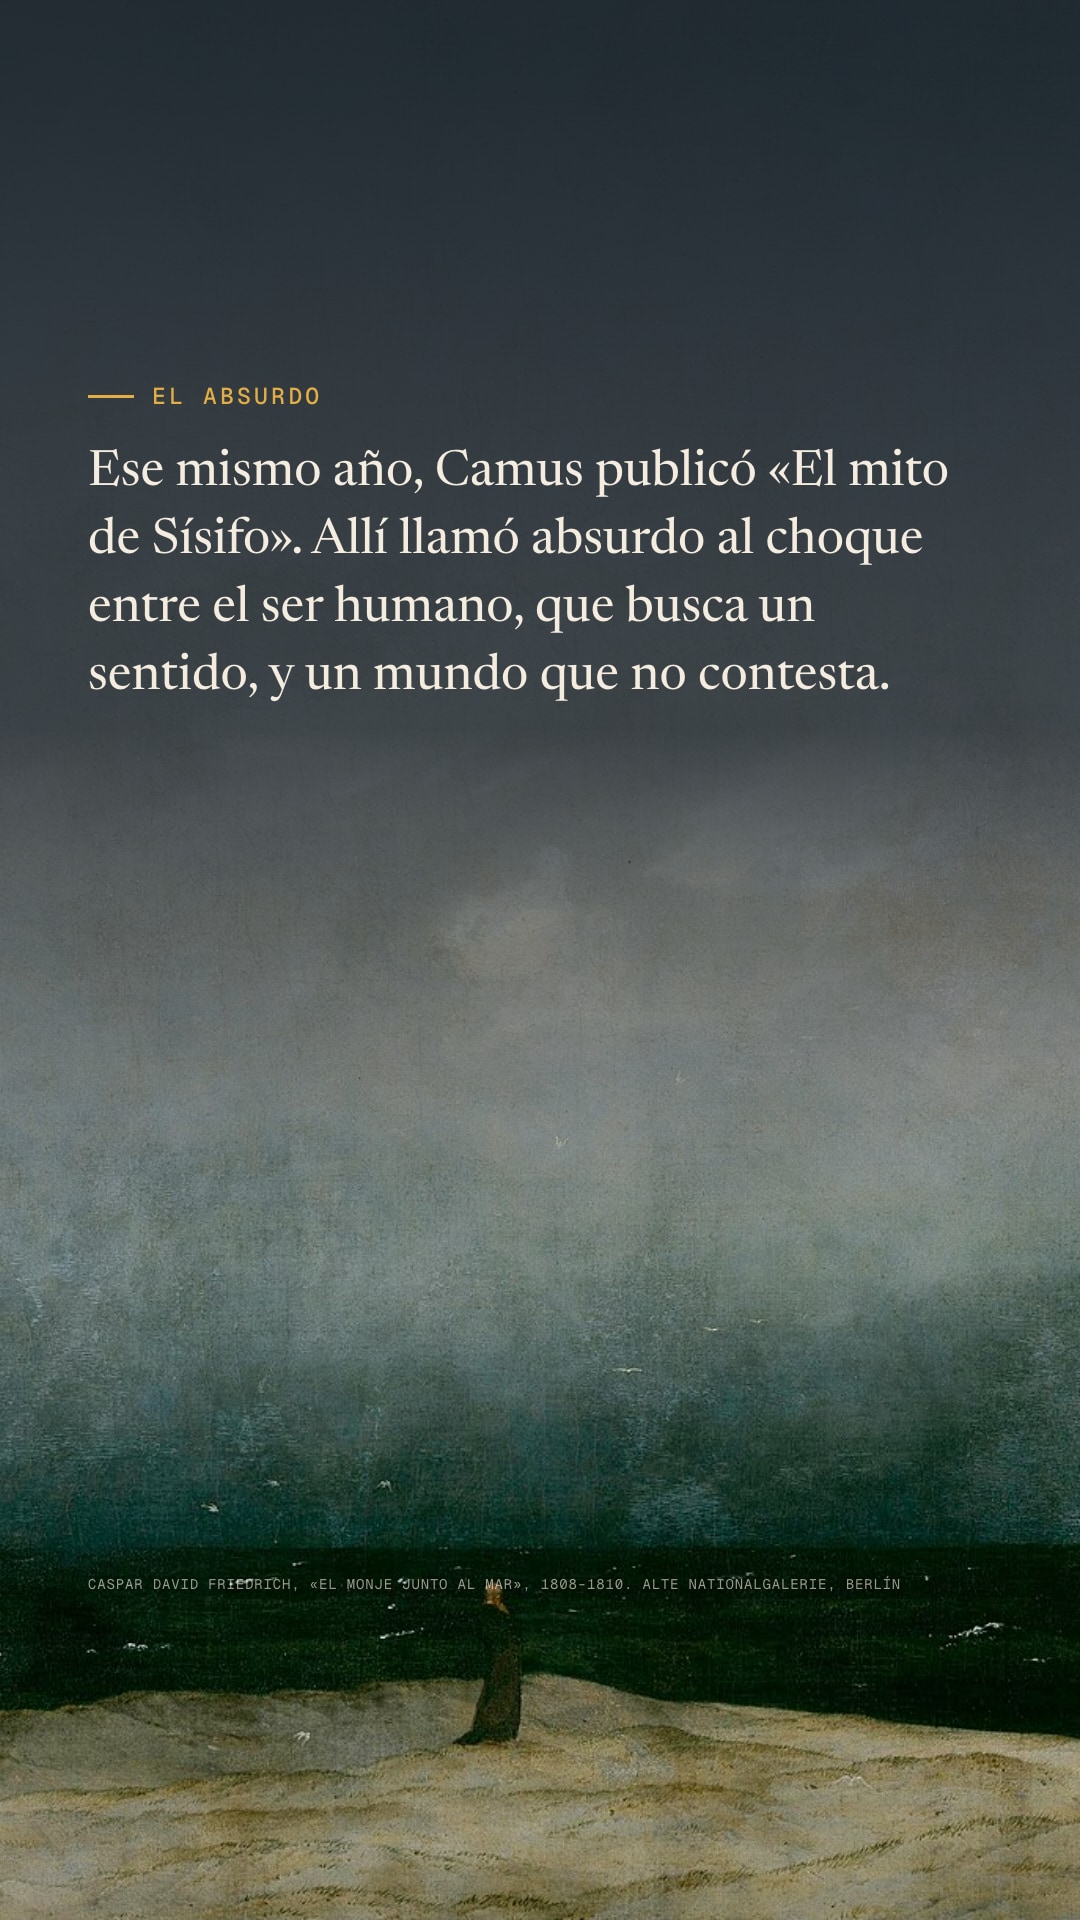 EL ABSURDO
Ese mismo año, Camus publicó «El mito
de Sísifo». Allí llamó absurdo al choque
entre el ser humano, que busca un
sentido, y un mundo que no contesta.
CASPAR DAVID FRIEDRICH, «EL MONJE JUNTO AL MAR», 1808-1810. ALTE NATIONALGALERIE, BERLÍN